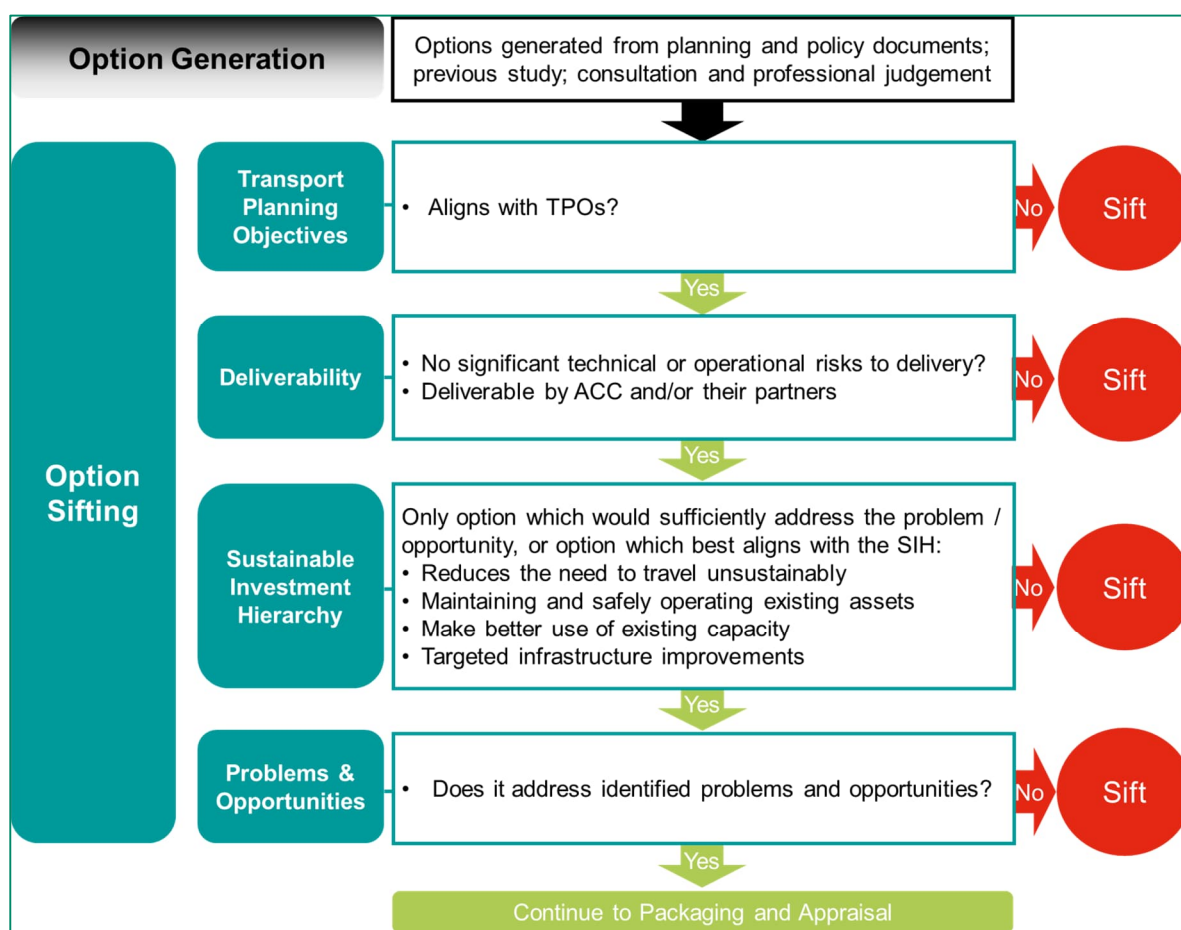 Option Generation
Options generated from planning and policy documents;
previous study; consultation and professional judgement
Option
Sifting
Transport
Planning
Objectives
• Aligns with TPOs?
No
Sift
Yes
Deliverability
• No significant technical or operational risks to delivery?
• Deliverable by ACC and/or their partners
No
Sift
Yes
Sustainable
Investment
Hierarchy
Only option which would sufficiently address the problem /
opportunity, or option which best aligns with the SIH:
• Reduces the need to travel unsustainably
• Maintaining and safely operating existing assets
• Make better use of existing capacity
• Targeted infrastructure improvements
No
Sift
Yes
Problems &
Opportunities
• Does it address identified problems and opportunities?
No
Sift
Yes
Continue to Packaging and Appraisal